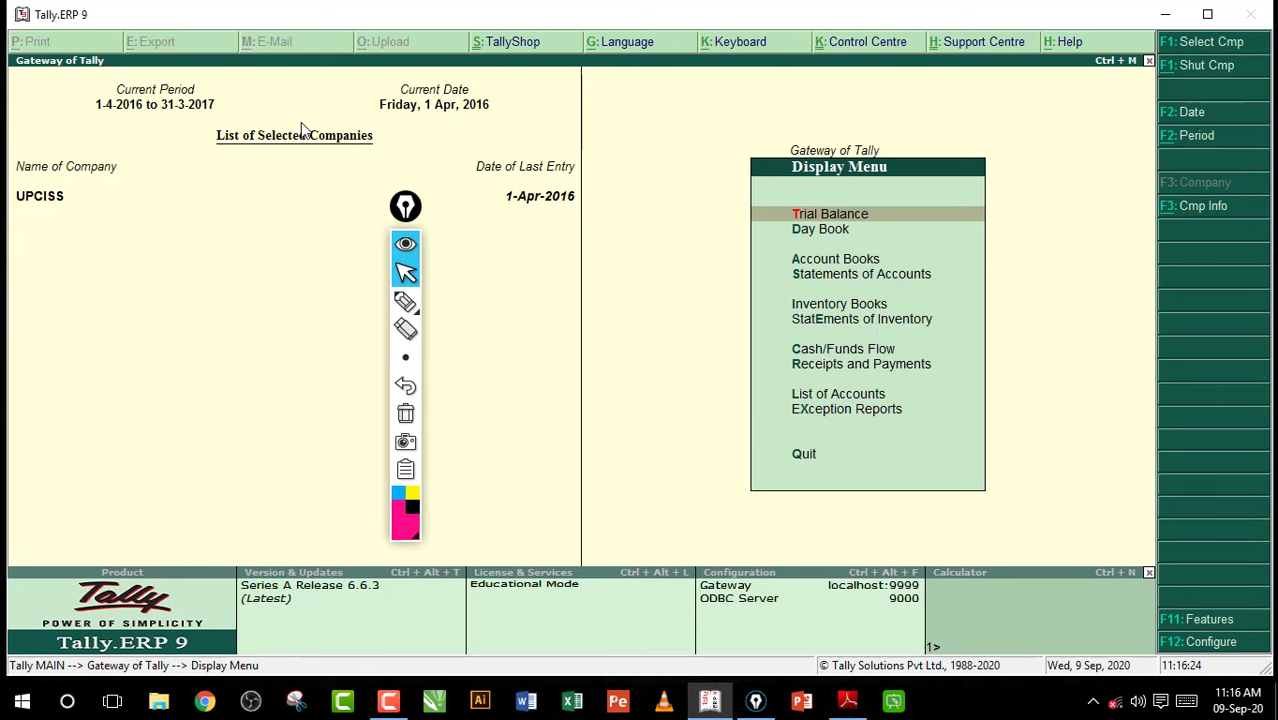 Tally.ERP 9
P: Print
E: Export
M: E-Mail
O: Upload
S: TallyShop
G: Language
K: Keyboard
K: Control Centre
H: Support Centre
H: Help
F1: Select Cmp
F1: Shut Cmp
F2: Date
F2: Period
F3: Company
F3: Cmp Info
F11: Features
F12: Configure
Gateway of Tally
Ctrl + M
Current Period
1-4-2016 to 31-3-2017
Current Date
Friday, 1 Apr, 2016
List of Selected Companies
Name of Company
Date of Last Entry
UPCISS
1-Apr-2016
Gateway of Tally
Display Menu
Trial Balance
Day Book
Account Books
Statements of Accounts
Inventory Books
StatEments of Inventory
Cash/Funds Flow
Receipts and Payments
List of Accounts
EXception Reports
Quit
Product
Tally
POWER OF SIMPLICITY
Tally.ERP 9
Version & Updates
Ctrl + Alt + T
Series A Release 6.6.3
(Latest)
License & Services
Ctrl + Alt + L
Educational Mode
Configuration
Ctrl + Alt + F
Gateway
localhost:9999
ODBC Server
9000
Calculator
Ctrl + N
1>
Tally MAIN --> Gateway of Tally --> Display Menu
© Tally Solutions Pvt Ltd., 1988-2020
Wed, 9 Sep, 2020
11:16:24
11:16 AM
09-Sep-20